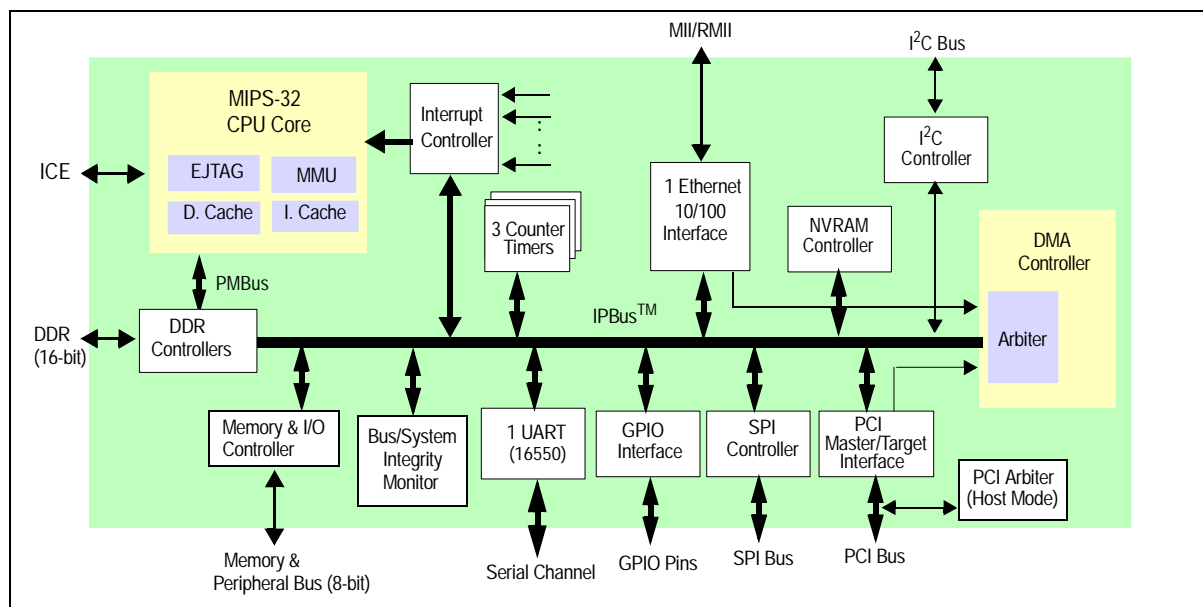 MII/RMII
I²C Bus
MIPS-32
CPU Core
Interrupt
Controller
:
:
I²C
Controller
ICE
EJTAG
MMU
D. Cache
I. Cache
1 Ethernet
10/100
Interface
3 Counter
Timers
NVRAM
Controller
DMA
Controller
PMBus
IPBus™
DDR
(16-bit)
DDR
Controllers
Arbiter
Memory & I/O
Controller
Bus/System
Integrity
Monitor
1 UART
(16550)
GPIO
Interface
SPI
Controller
PCI
Master/Target
Interface
PCI Arbiter
(Host Mode)
Memory &
Peripheral Bus (8-bit)
Serial Channel
GPIO Pins
SPI Bus
PCI Bus